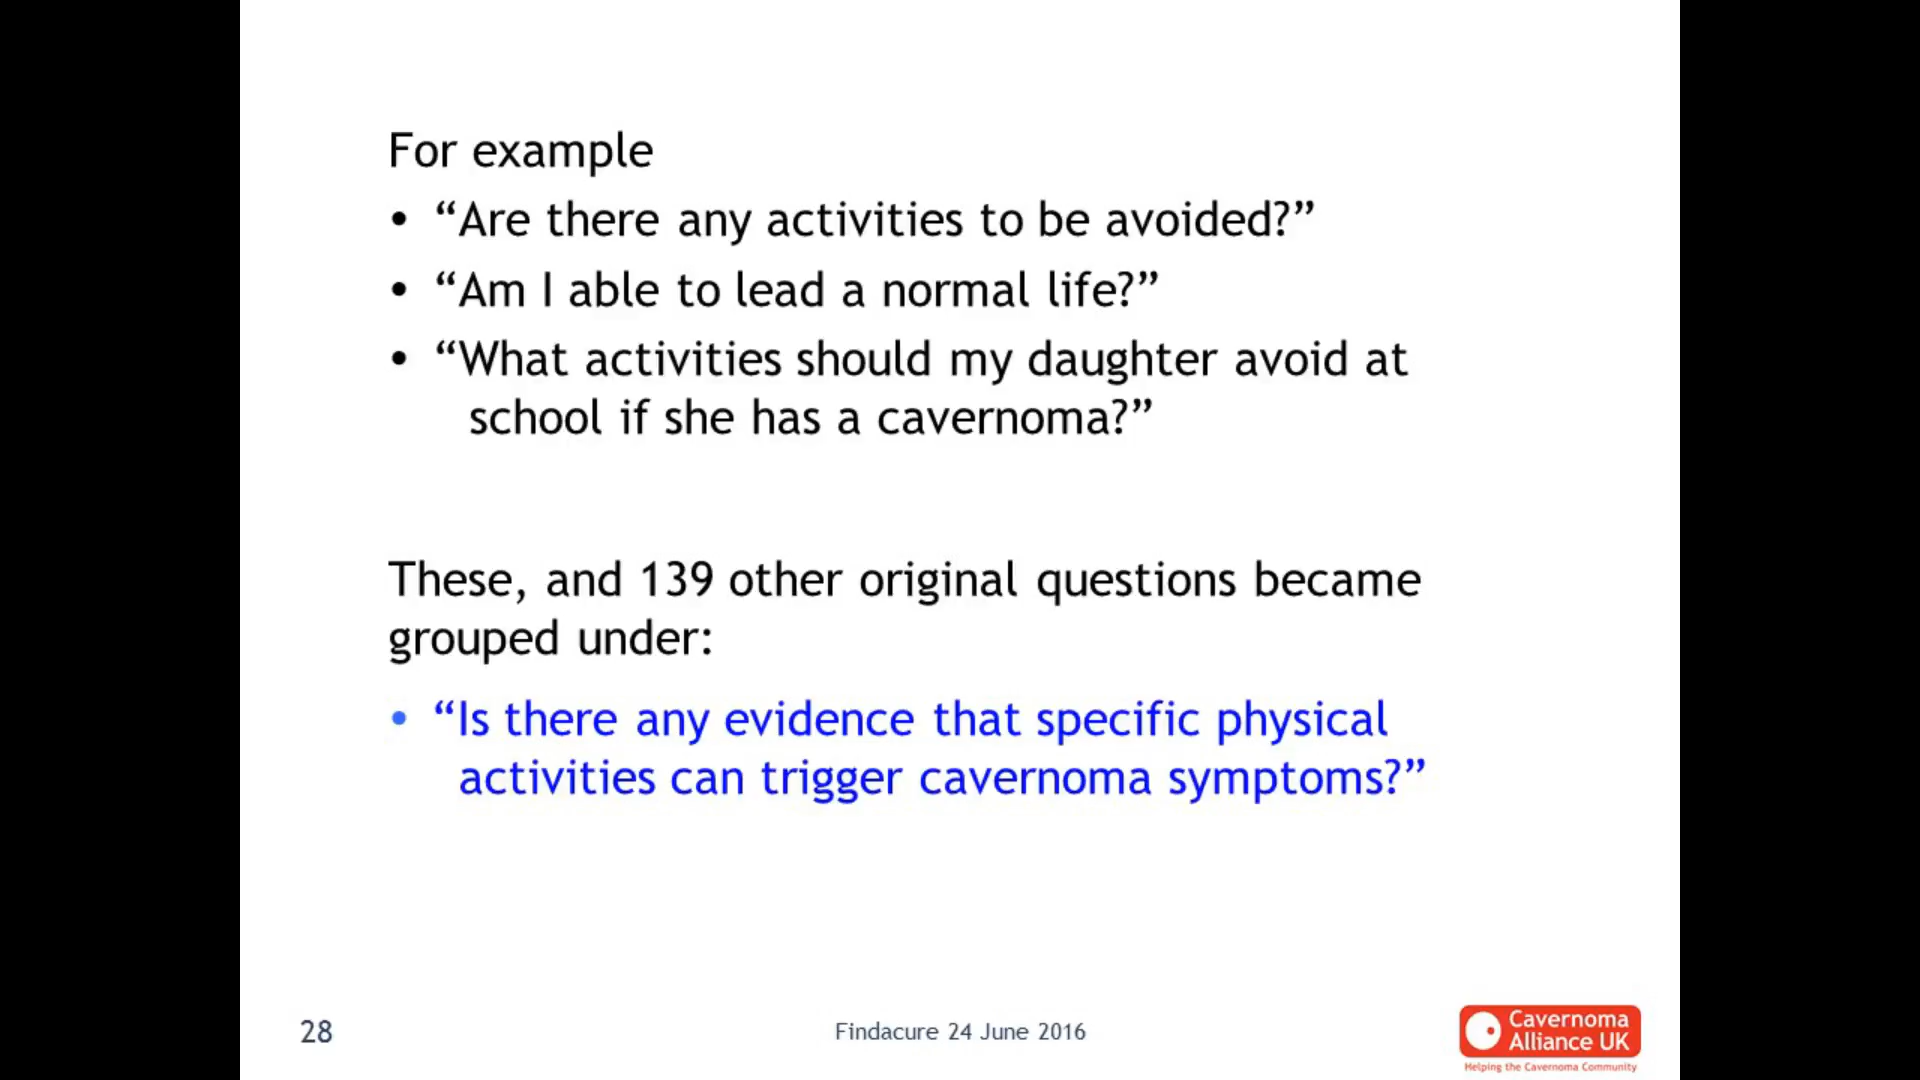 For example
• “Are there any activities to be avoided?”
• “Am I able to lead a normal life?”
• “What activities should my daughter avoid at
school if she has a cavernoma?”
These, and 139 other original questions became
grouped under:
• “Is there any evidence that specific physical
activities can trigger cavernoma symptoms?”
28
Findacure 24 June 2016
Cavernoma
Alliance UK
Helping the Cavernoma Community